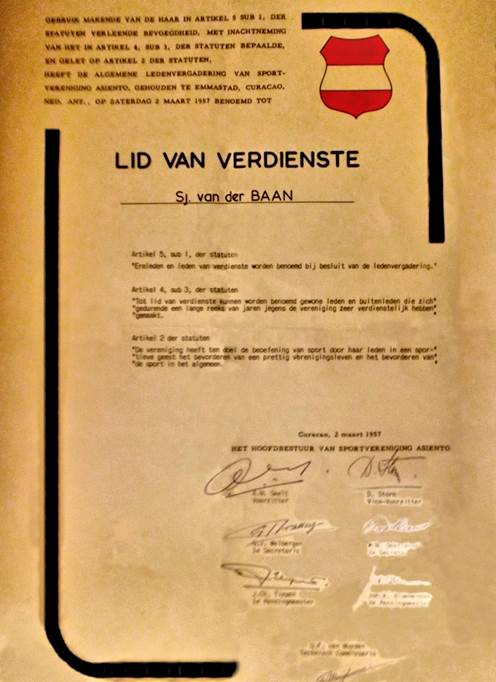 GEBRUIK MAKENDE VAN DE HAAR IN ARTIKEL 5 SUB 1, DER
STATUTEN VERLEENDE BEVOEGDHEID, MET INACHTNEMING
VAN HET IN ARTIKEL 4, SUB 3, DER STATUTEN BEPAALDE,
EN GELET OP ARTIKEL 2 DER STATUTEN,
HEEFT DE ALGEMENE LEDENVERGADERING VAN SPORT-
VERENIGING ASIENTO, GEHOUDEN TE EMMASTAD, CURACAO,
NED. ANT., OP ZATERDAG 2 MAART 1957 BENOEMD TOT
LID VAN VERDIENSTE
Sj. van der BAAN
Artikel 5, sub 1, der statuten
"Ereleden en leden van verdienste worden benoemd bij besluit van de ledenvergadering."
Artikel 4, sub 3, der statuten
"Tot lid van verdienste kunnen worden benoemd gewone leden en buitenleden die zich"
"gedurende een lange reeks van jaren jegens de vereniging zeer verdienstelijk hebben"
"gemaakt.
Artikel 2 der statuten
"De vereniging heeft ten doel de beoefening van sport door haar leden in een spor-"
"tieve geest het bevorderen van een prettig verenigingsleven en het bevorderen van"
"de sport in het algemeen.
Curacao, 2 maart 1957
HET HOOFDBESTUUR VAN SPORTVERENIGING ASIENTO
Smelt
D. Storm
Voorzitter
Vice-Voorzitter
1e Secretaris
2e Secretaris
J.Ch.
1e Penningmeester
2e Penningmeester
van
Commissaris